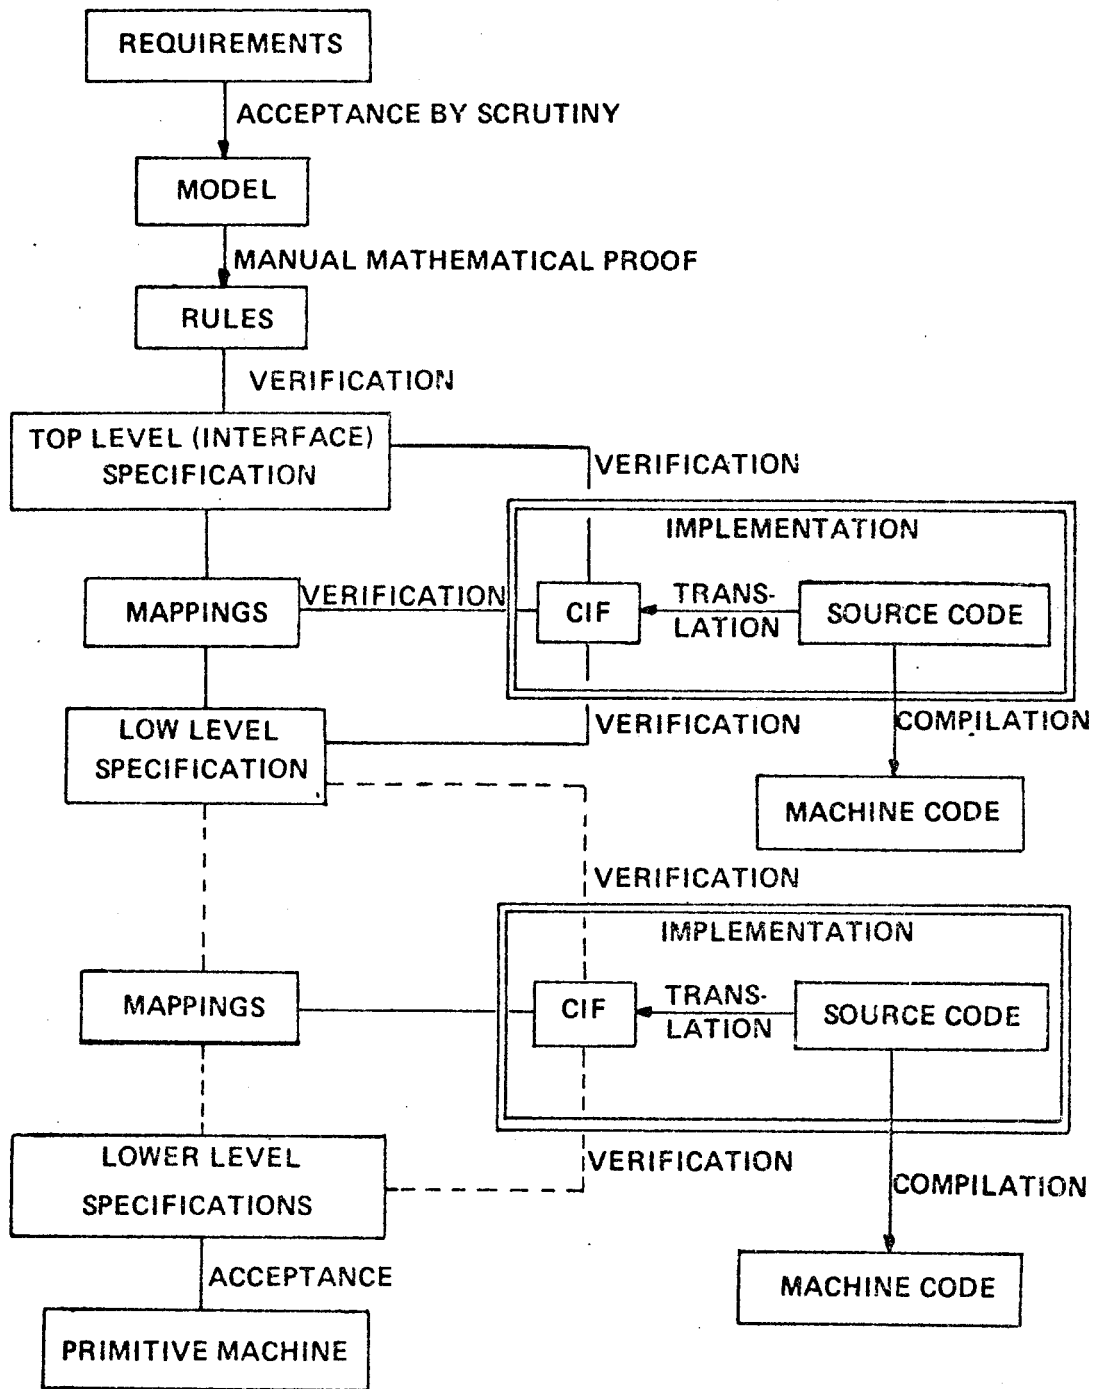 REQUIREMENTS
ACCEPTANCE BY SCRUTINY
MODEL
MANUAL MATHEMATICAL PROOF
RULES
VERIFICATION
TOP LEVEL (INTERFACE)
SPECIFICATION
VERIFICATION
IMPLEMENTATION
MAPPINGS
VERIFICATION
CIF
TRANS-
LATION
SOURCE CODE
LOW LEVEL
SPECIFICATION
VERIFICATION
COMPILATION
MACHINE CODE
VERIFICATION
IMPLEMENTATION
MAPPINGS
CIF
TRANS-
LATION
SOURCE CODE
LOWER LEVEL
SPECIFICATIONS
VERIFICATION
COMPILATION
ACCEPTANCE
MACHINE CODE
PRIMITIVE MACHINE